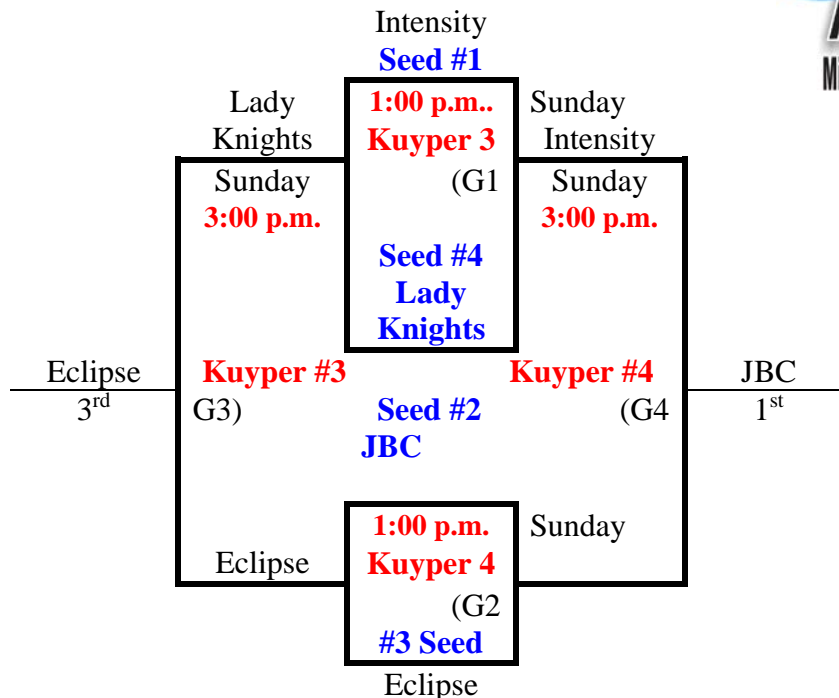 Intensity
Seed #1
Lady
Knights
1:00 p.m..
Kuyper 3
Sunday
Intensity
Sunday
3:00 p.m.
(G1
Sunday
3:00 p.m.
Seed #4
Lady
Knights
Eclipse
3rd
Kuyper #3
G3)
Seed #2
JBC
Kuyper #4
(G4
JBC
1st
Eclipse
1:00 p.m.
Kuyper 4
(G2
Sunday
#3 Seed
Eclipse